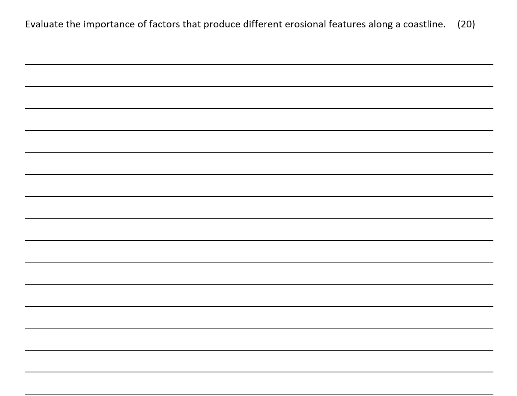 Evaluate the importance of factors that produce different erosional features along a coastline. (20)